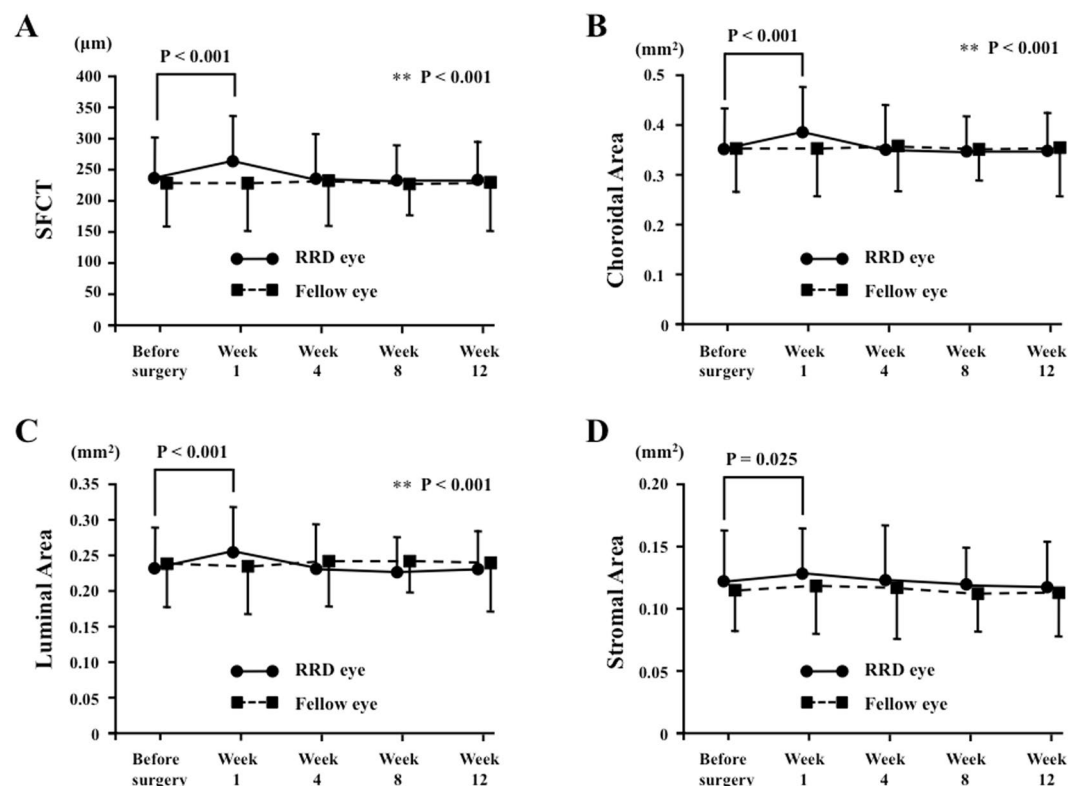 A
(μm)
P < 0.001
** P < 0.001
400
350
300
250
200
150
100
50
0
SFCT
RRD eye
Fellow eye
Before surgery
Week 1
Week 4
Week 8
Week 12
B
(mm²)
P < 0.001
** P < 0.001
0.5
0.4
0.3
0.2
0.1
0
Choroidal Area
RRD eye
Fellow eye
Before surgery
Week 1
Week 4
Week 8
Week 12
C
(mm²)
P < 0.001
** P < 0.001
0.35
0.30
0.25
0.20
0.15
0.10
0.05
0
Luminal Area
RRD eye
Fellow eye
Before surgery
Week 1
Week 4
Week 8
Week 12
D
(mm²)
P = 0.025
0.20
0.15
0.10
0.05
0
Stromal Area
RRD eye
Fellow eye
Before surgery
Week 1
Week 4
Week 8
Week 12